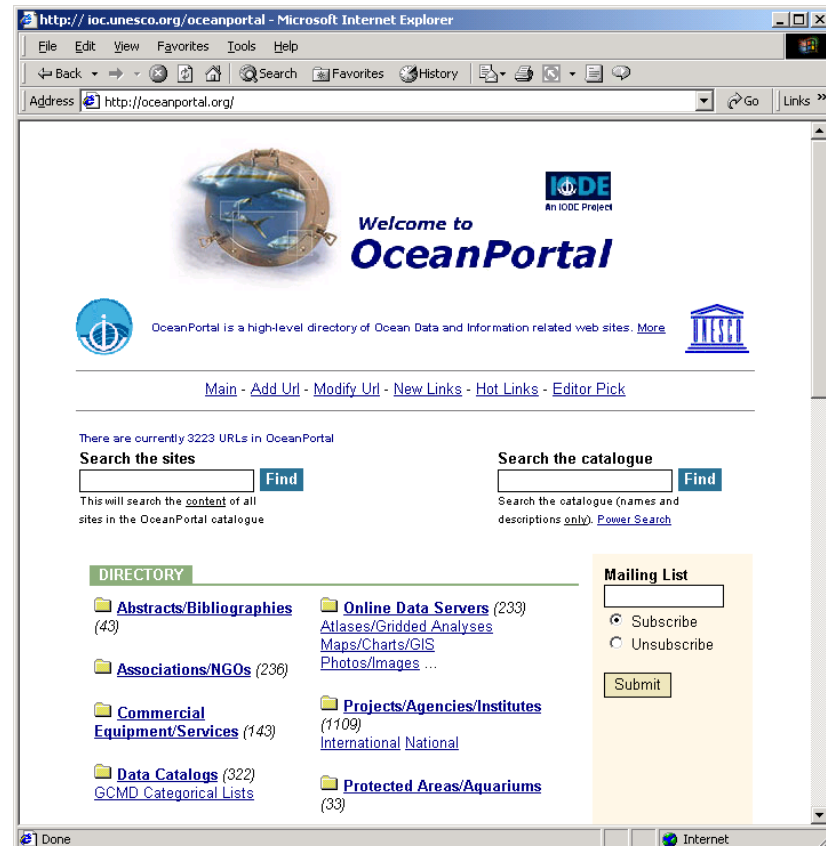 http:// ioc.unesco.org/oceanportal - Microsoft Internet Explorer
File Edit View Favorites Tools Help
Back Search Favorites History
Address http://oceanportal.org/ Go Links »
IODE
An IODE Project
Welcome to
OceanPortal
OceanPortal is a high-level directory of Ocean Data and Information related web sites. More
UNESCO
Main - Add Url - Modify Url - New Links - Hot Links - Editor Pick
There are currently 3223 URLs in OceanPortal
Search the sites
Find
This will search the content of all
sites in the OceanPortal catalogue
Search the catalogue
Find
Search the catalogue (names and
descriptions only). Power Search
DIRECTORY
Abstracts/Bibliographies
(43)
Associations/NGOs (236)
Commercial
Equipment/Services (143)
Data Catalogs (322)
GCMD Categorical Lists
Online Data Servers (233)
Atlases/Gridded Analyses
Maps/Charts/GIS
Photos/Images ...
Projects/Agencies/Institutes
(1109)
International National
Protected Areas/Aquariums
(33)
Mailing List
Subscribe
Unsubscribe
Submit
Done
Internet